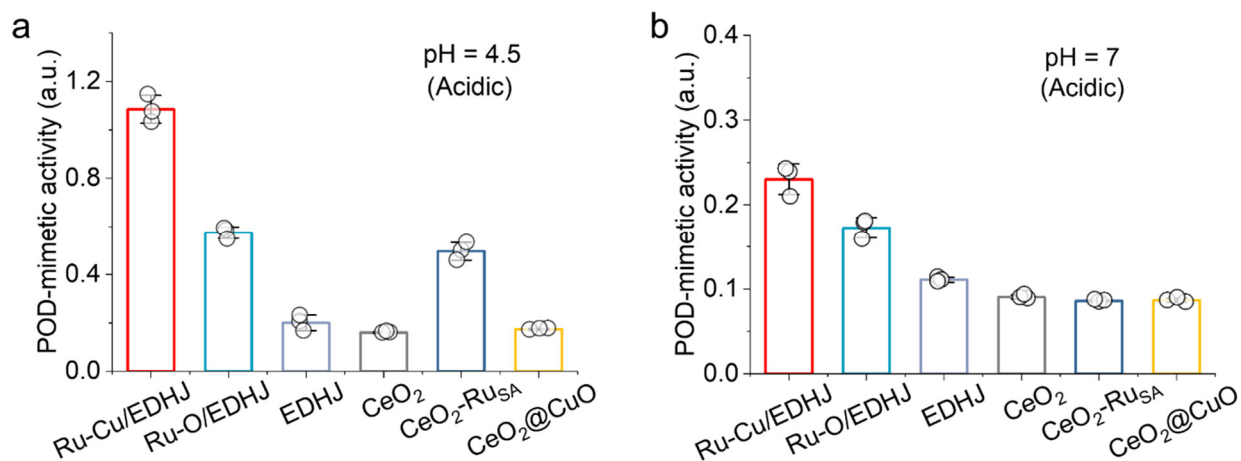 a
pH = 4.5
(Acidic)
POD-mimetic activity (a.u.)
1.2
0.8
0.4
0.0
Ru-Cu/EDHJ
Ru-O/EDHJ
EDHJ
CeO₂
CeO₂-Ru_SA
CeO₂@CuO
b
pH = 7
(Acidic)
POD-mimetic activity (a.u.)
0.4
0.3
0.2
0.1
0.0
Ru-Cu/EDHJ
Ru-O/EDHJ
EDHJ
CeO₂
CeO₂-Ru_SA
CeO₂@CuO